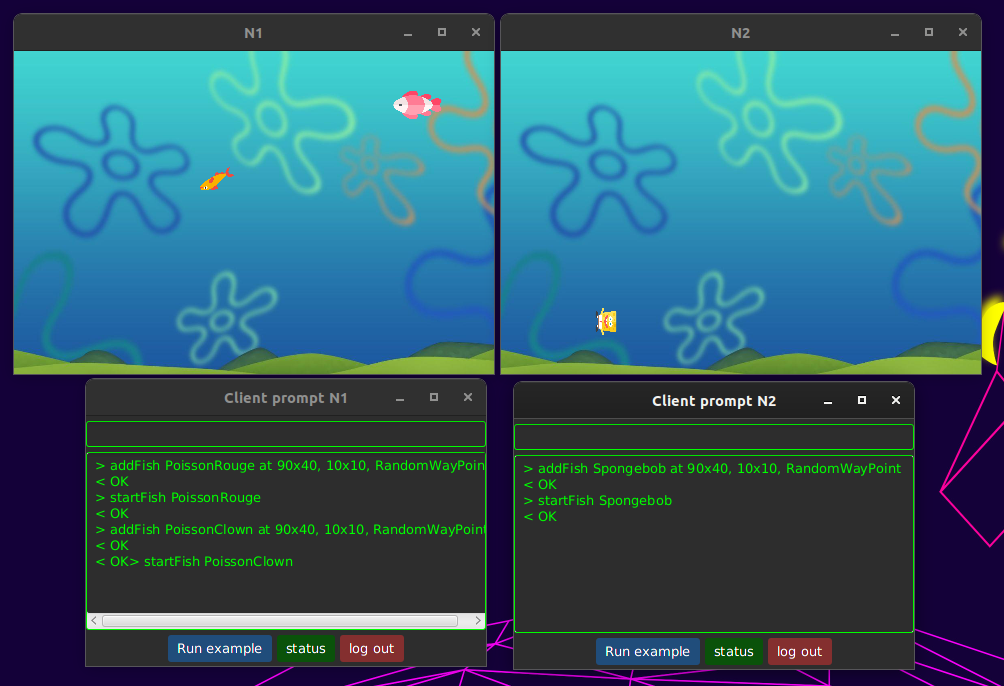 N1
N2
Client prompt N1
> addFish PoissonRouge at 90x40, 10x10, RandomWayPoin
< OK
> startFish PoissonRouge
< OK
> addFish PoissonClown at 90x40, 10x10, RandomWayPoint
< OK
< OK> startFish PoissonClown
Run example
status
log out
Client prompt N2
> addFish Spongebob at 90x40, 10x10, RandomWayPoint
< OK
> startFish Spongebob
< OK
Run example
status
log out